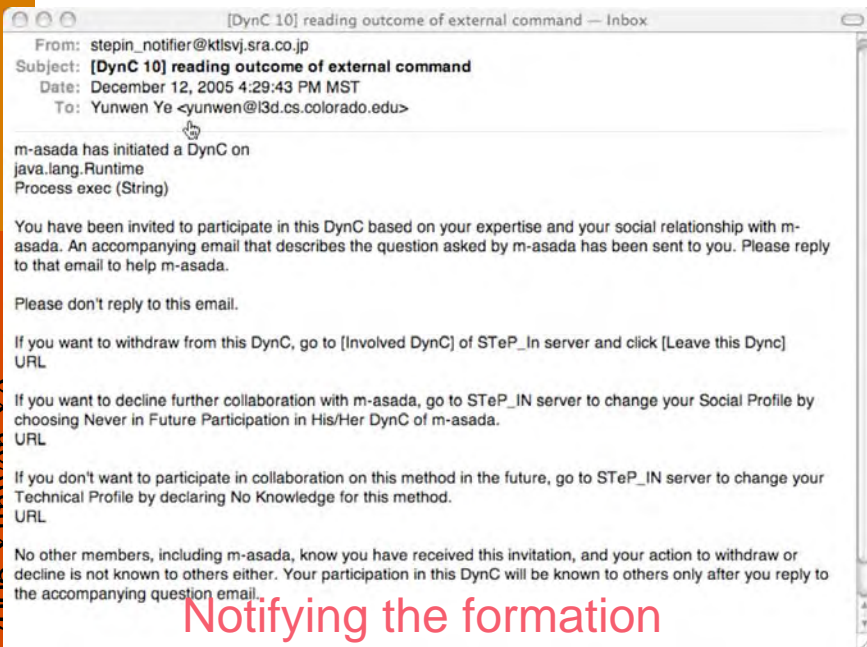 [DynC 10] reading outcome of external command — Inbox
From: stepin_notifier@ktlsvj.sra.co.jp
Subject: [DynC 10] reading outcome of external command
Date: December 12, 2005 4:29:43 PM MST
To: Yunwen Ye <yunwen@l3d.cs.colorado.edu>
m-asada has initiated a DynC on
java.lang.Runtime
Process exec (String)
You have been invited to participate in this DynC based on your expertise and your social relationship with m-
asada. An accompanying email that describes the question asked by m-asada has been sent to you. Please reply
to that email to help m-asada.
Please don't reply to this email.
If you want to withdraw from this DynC, go to [Involved DynC] of STeP_In server and click [Leave this Dync]
URL
If you want to decline further collaboration with m-asada, go to STeP_IN server to change your Social Profile by
choosing Never in Future Participation in His/Her DynC of m-asada.
URL
If you don't want to participate in collaboration on this method in the future, go to STeP_IN server to change your
Technical Profile by declaring No Knowledge for this method.
URL
No other members, including m-asada, know you have received this invitation, and your action to withdraw or
decline is not known to others either. Your participation in this DynC will be known to others only after you reply to
the accompanying question email.
Notifying the formation